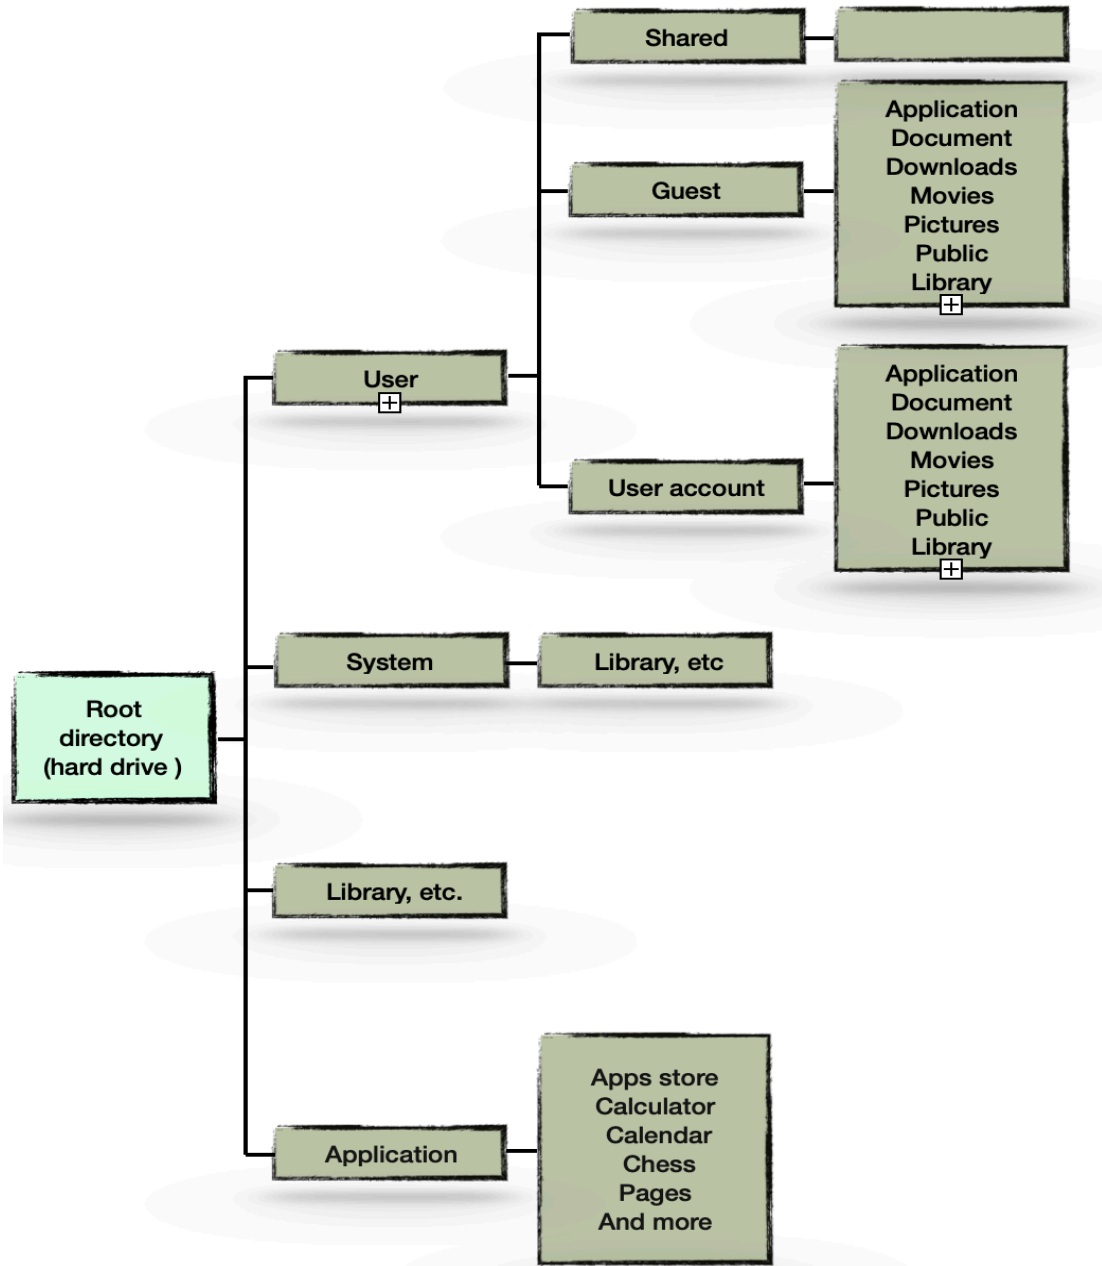 Shared
Application
Document
Downloads
Movies
Pictures
Public
Library
Guest
User
Application
Document
Downloads
Movies
Pictures
Public
Library
User account
System
Library, etc
Root
directory
(hard drive )
Library, etc.
Apps store
Calculator
Calendar
Chess
Pages
And more
Application